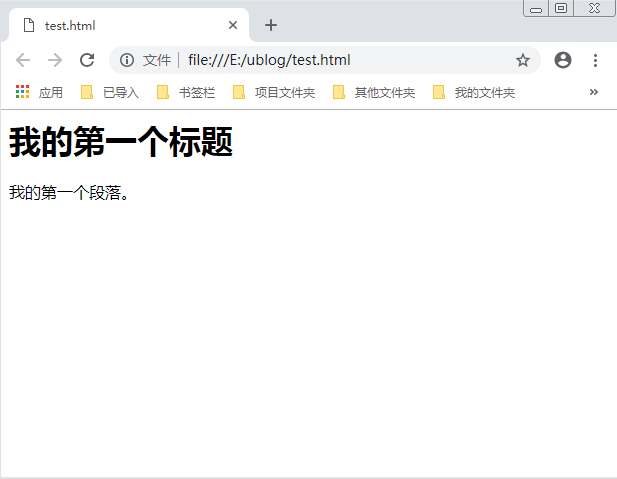 test.html
文件 file:///E:/ublog/test.html
应用 已导入 书签栏 项目文件夹 其他文件夹 我的文件夹 »
我的第一个标题
我的第一个段落。